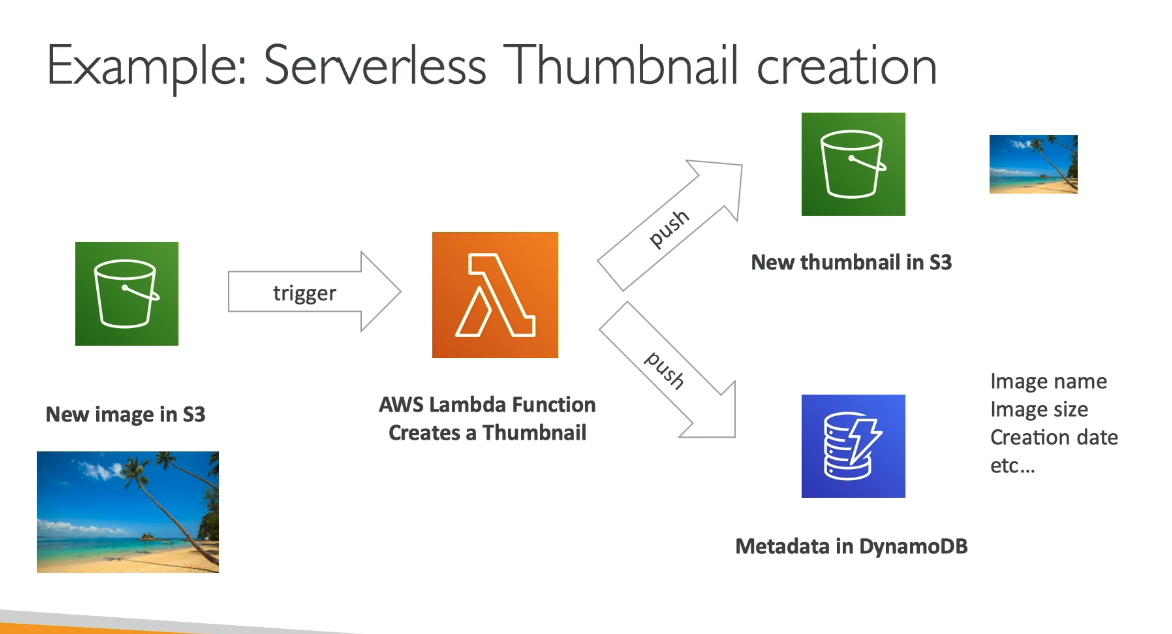 Example: Serverless Thumbnail creation
New image in S3
trigger
AWS Lambda Function
Creates a Thumbnail
push
New thumbnail in S3
push
Metadata in DynamoDB
Image name
Image size
Creation date
etc...